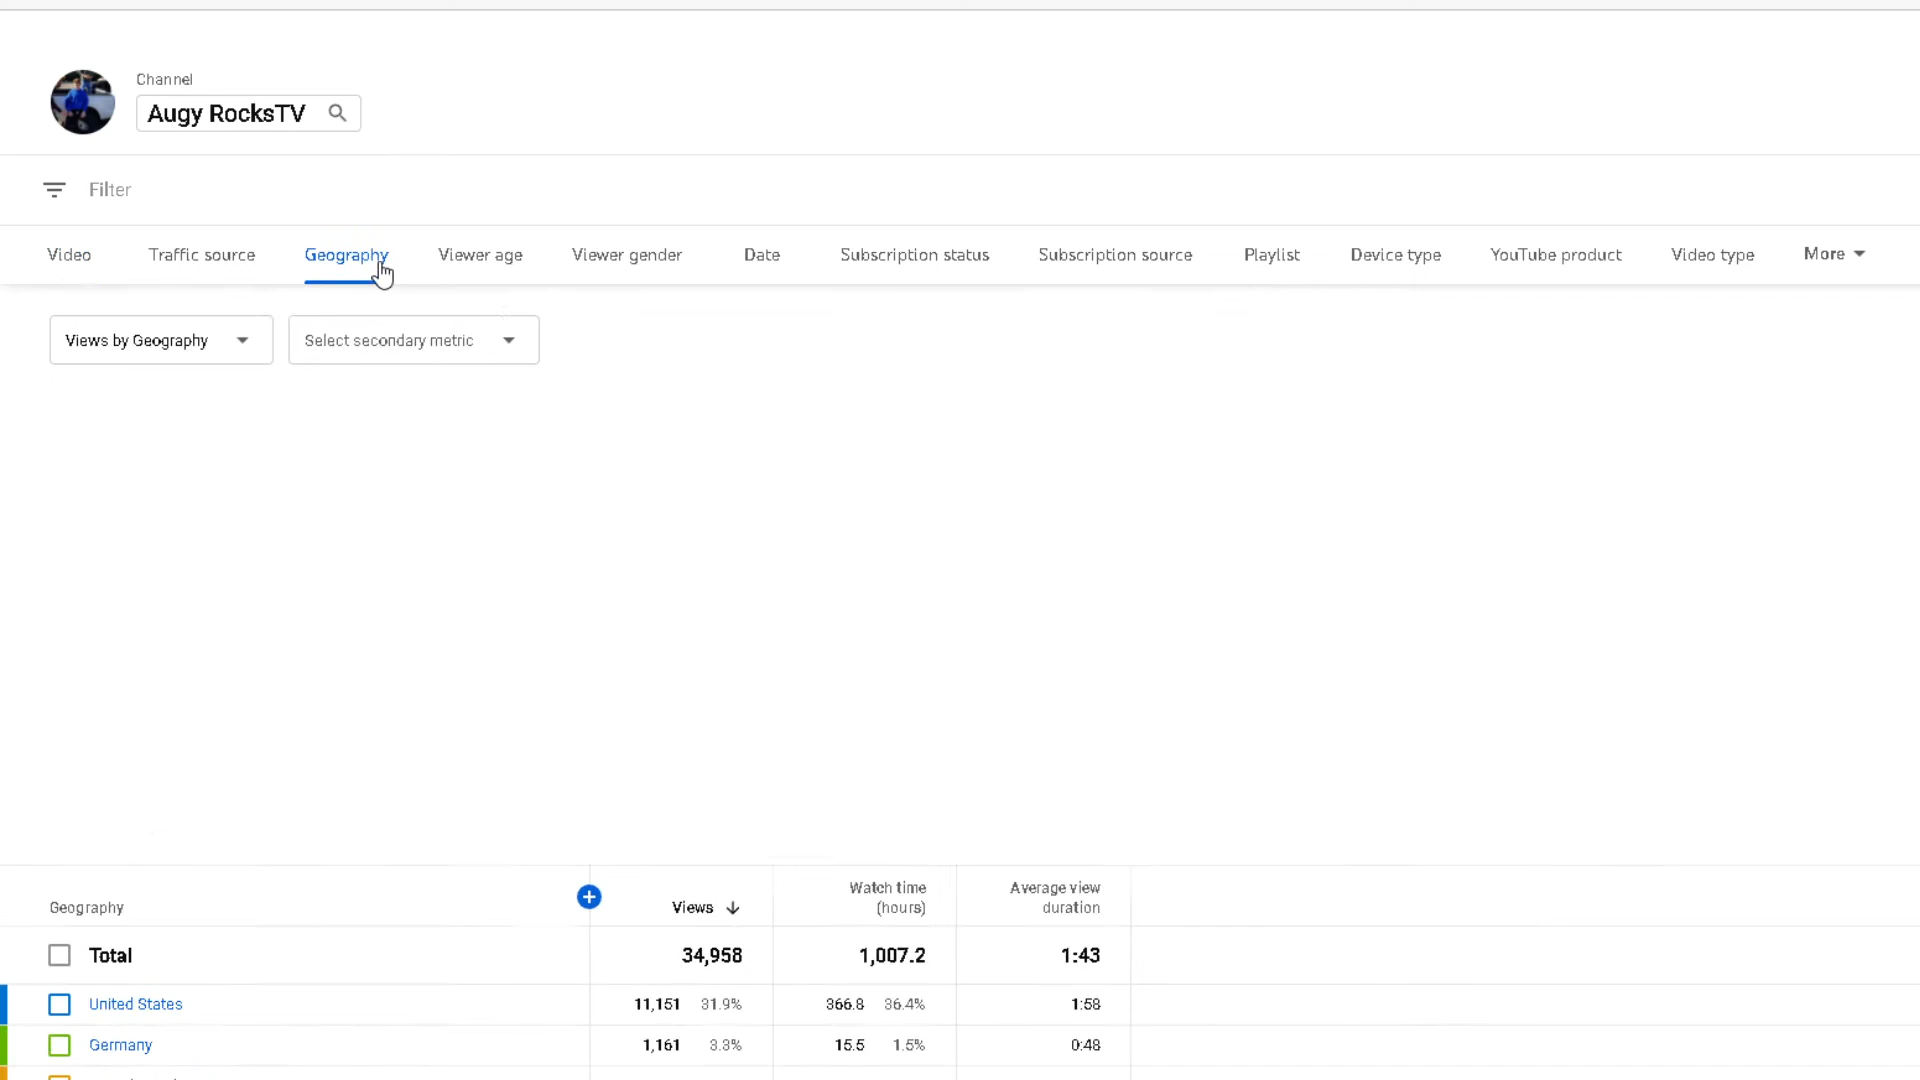 Channel
Augy RocksTV
Filter
Video Traffic source Geography Viewer age Viewer gender Date Subscription status Subscription source Playlist Device type YouTube product Video type More
Views by Geography Select secondary metric
Geography Views Watch time (hours) Average view duration
Total 34,958 1,007.2 1:43
United States 11,151 31.9% 366.8 36.4% 1:58
Germany 1,161 3.3% 15.5 1.5% 0:48